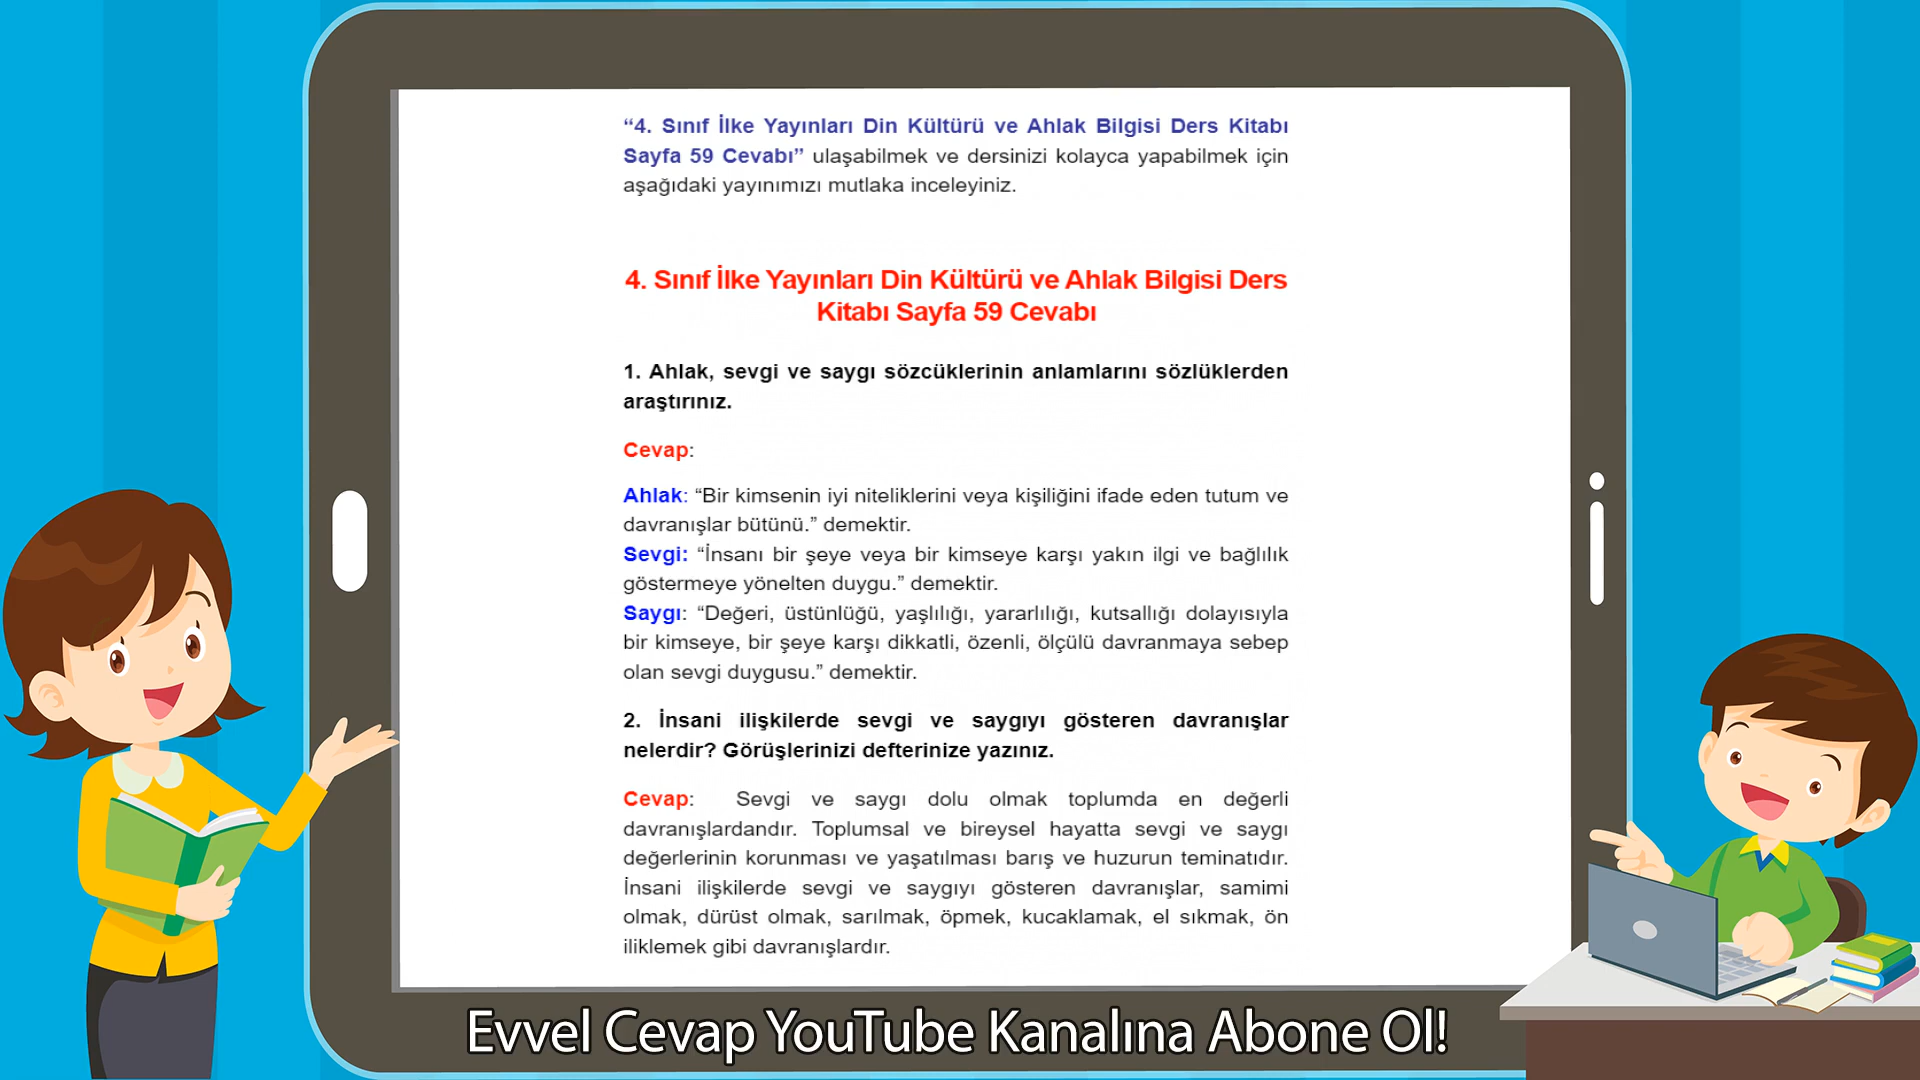 “4. Sınıf İlke Yayınları Din Kültürü ve Ahlak Bilgisi Ders Kitabı
Sayfa 59 Cevabı” ulaşabilmek ve dersinizi kolayca yapabilmek için
aşağıdaki yayınımızı mutlaka inceleyiniz.
4. Sınıf İlke Yayınları Din Kültürü ve Ahlak Bilgisi Ders
Kitabı Sayfa 59 Cevabı
1. Ahlak, sevgi ve saygı sözcüklerinin anlamlarını sözlüklerden
araştırınız.
Cevap:
Ahlak: “Bir kimsenin iyi niteliklerini veya kişiliğini ifade eden tutum ve
davranışlar bütünü.” demektir.
Sevgi: “İnsanı bir şeye veya bir kimseye karşı yakın ilgi ve bağlılık
göstermeye yönelten duygu.” demektir.
Saygı: “Değeri, üstünlüğü, yaşlılığı, yararlılığı, kutsallığı dolayısıyla
bir kimseye, bir şeye karşı dikkatli, özenli, ölçülü davranmaya sebep
olan sevgi duygusu.” demektir.
2. İnsani ilişkilerde sevgi ve saygıyı gösteren davranışlar
nelerdir? Görüşlerinizi defterinize yazınız.
Cevap: Sevgi ve saygı dolu olmak toplumda en değerli
davranışlardandır. Toplumsal ve bireysel hayatta sevgi ve saygı
değerlerinin korunması ve yaşatılması barış ve huzurun teminatıdır.
İnsani ilişkilerde sevgi ve saygıyı gösteren davranışlar, samimi
olmak, dürüst olmak, sarılmak, öpmek, kucaklamak, el sıkmak, ön
iliklemek gibi davranışlardır.
Evvel Cevap YouTube Kanalına Abone Ol!